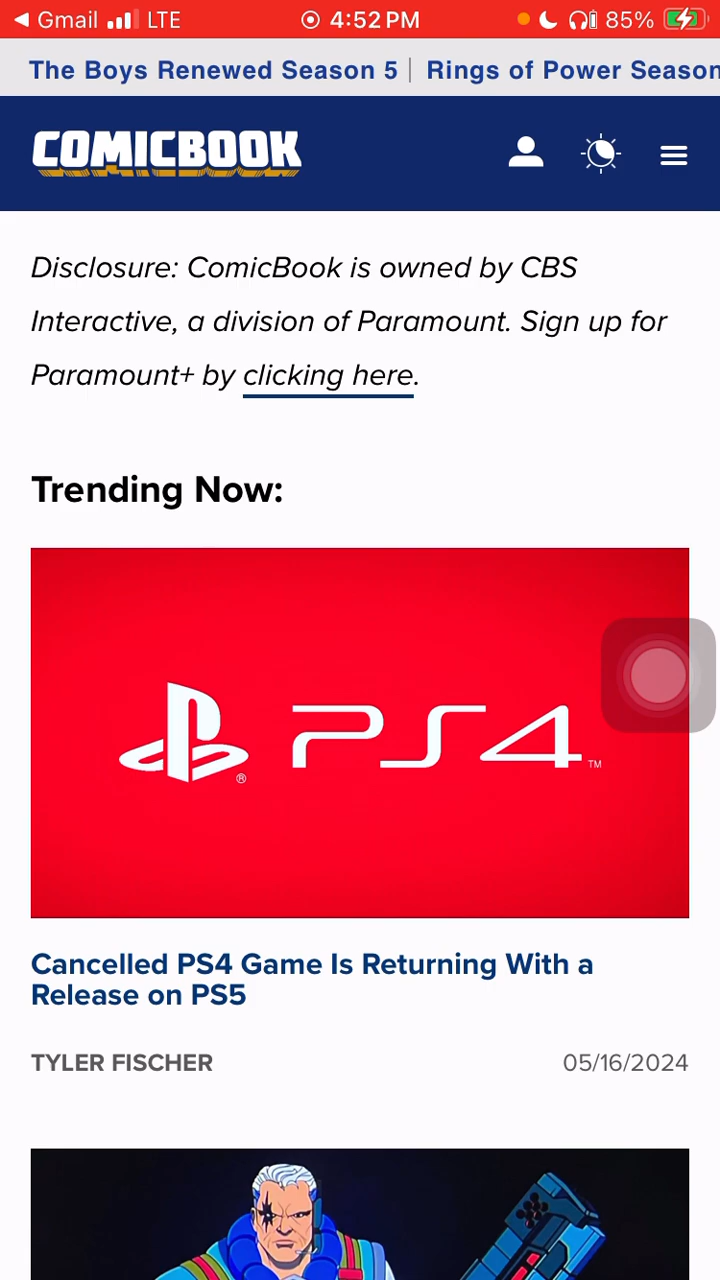 Gmail LTE 4:52 PM 85%
The Boys Renewed Season 5 | Rings of Power Season
COMICBOOK
Disclosure: ComicBook is owned by CBS
Interactive, a division of Paramount. Sign up for
Paramount+ by clicking here.
Trending Now:
PS4™
®
Cancelled PS4 Game Is Returning With a
Release on PS5
TYLER FISCHER 05/16/2024